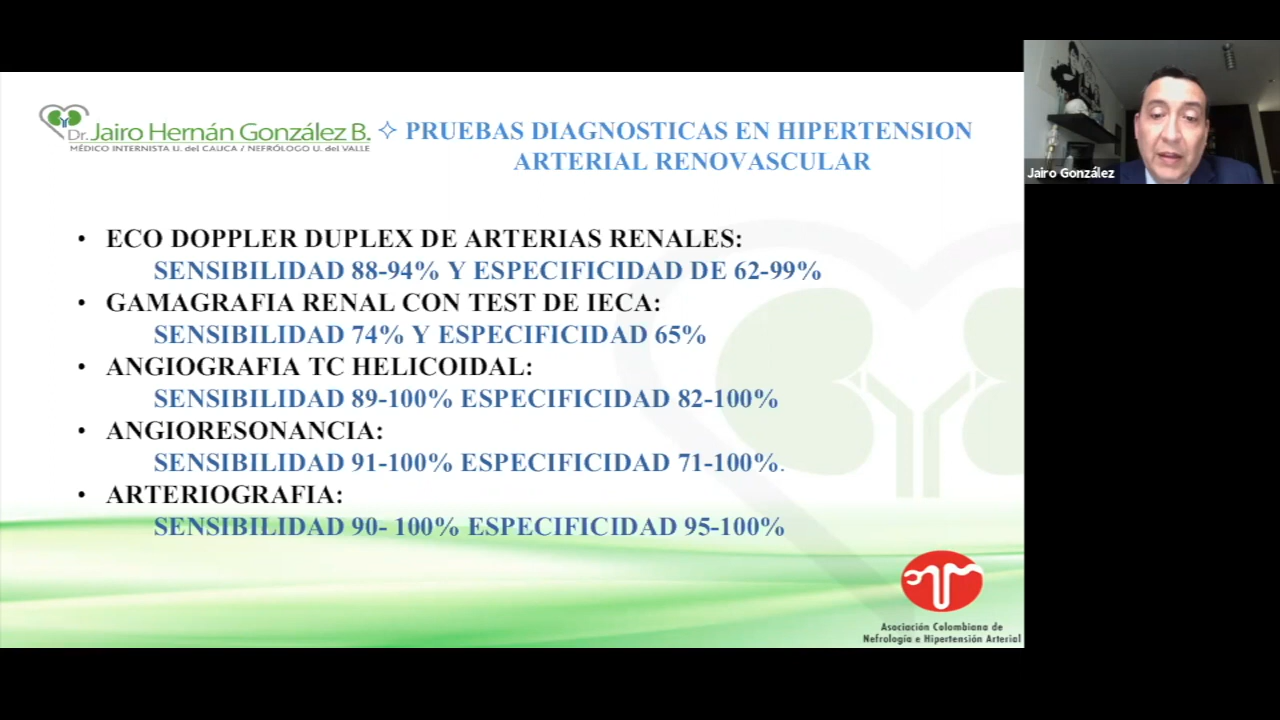 Dr. Jairo Hernán González B.
MÉDICO INTERNISTA U. del CAUCA / NEFRÓLOGO U. del VALLE
✧ PRUEBAS DIAGNOSTICAS EN HIPERTENSION
ARTERIAL RENOVASCULAR
Jairo González
• ECO DOPPLER DUPLEX DE ARTERIAS RENALES:
SENSIBILIDAD 88-94% Y ESPECIFICIDAD DE 62-99%
• GAMAGRAFIA RENAL CON TEST DE IECA:
SENSIBILIDAD 74% Y ESPECIFICIDAD 65%
• ANGIOGRAFIA TC HELICOIDAL:
SENSIBILIDAD 89-100% ESPECIFICIDAD 82-100%
• ANGIORESONANCIA:
SENSIBILIDAD 91-100% ESPECIFICIDAD 71-100%.
• ARTERIOGRAFIA:
SENSIBILIDAD 90- 100% ESPECIFICIDAD 95-100%
Asociación Colombiana de
Nefrología e Hipertensión Arterial